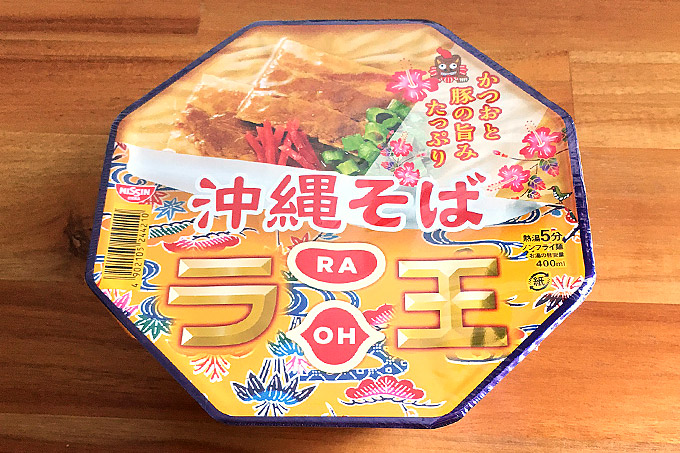 かつおと
豚の旨み
たっぷり
NISSIN
沖縄そば
ラ王
RA
OH
熱湯5分
ノンフライ麺
お湯の目安量
400ml
紙
4902105244210